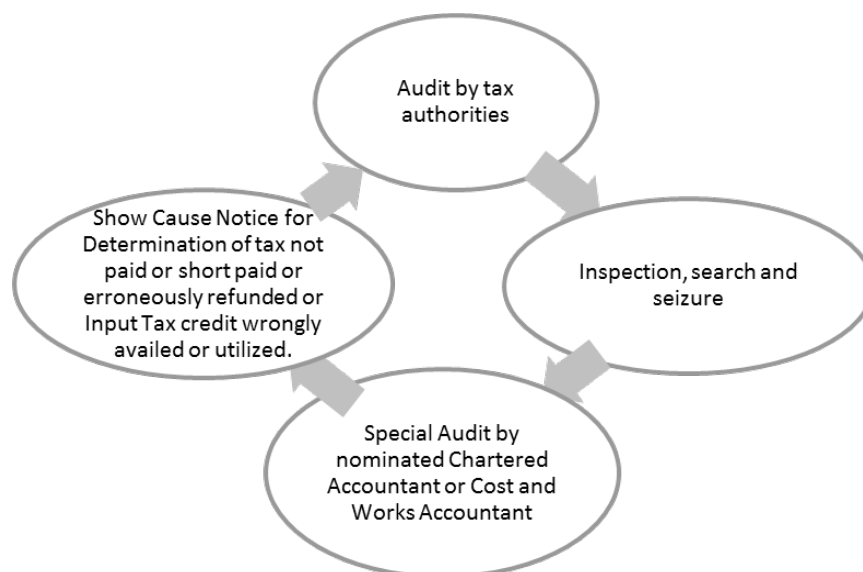 Audit by tax
authorities
Inspection, search and
seizure
Special Audit by
nominated Chartered
Accountant or Cost and
Works Accountant
Show Cause Notice for
Determination of tax not
paid or short paid or
erroneously refunded or
Input Tax credit wrongly
availed or utilized.